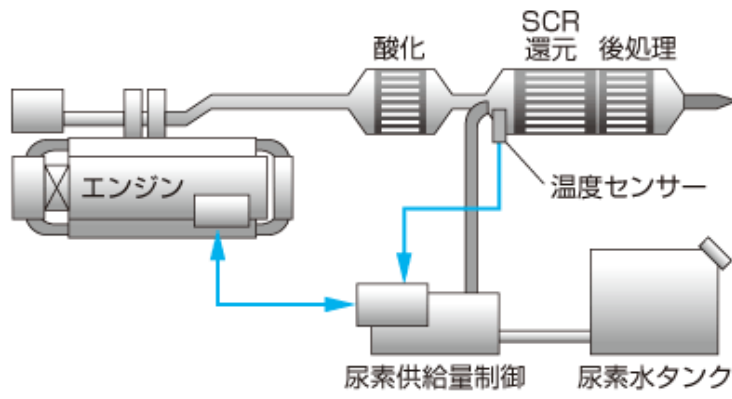 SCR
酸化
還元
後処理
エンジン
温度センサー
尿素供給量制御
尿素水タンク